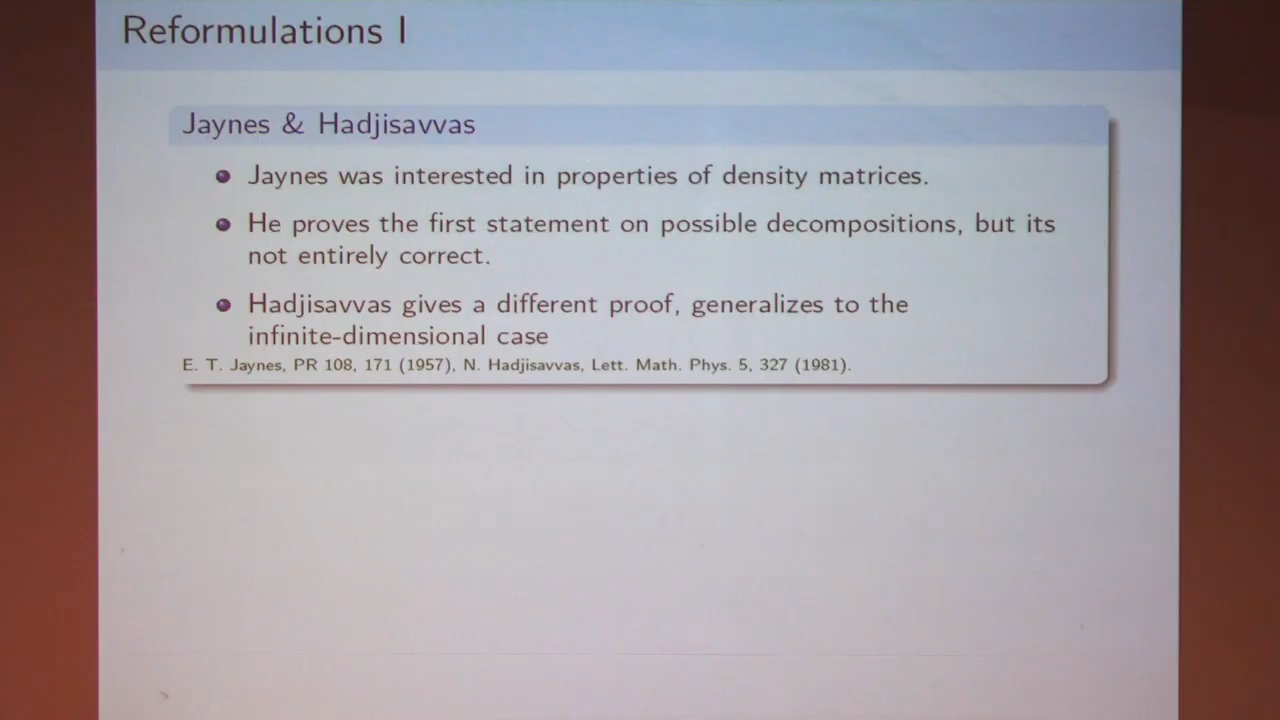 Reformulations I
Jaynes & Hadjisavvas
Jaynes was interested in properties of density matrices.
He proves the first statement on possible decompositions, but its
not entirely correct.
Hadjisavvas gives a different proof, generalizes to the
infinite-dimensional case
E. T. Jaynes, PR 108, 171 (1957), N. Hadjisavvas, Lett. Math. Phys. 5, 327 (1981).